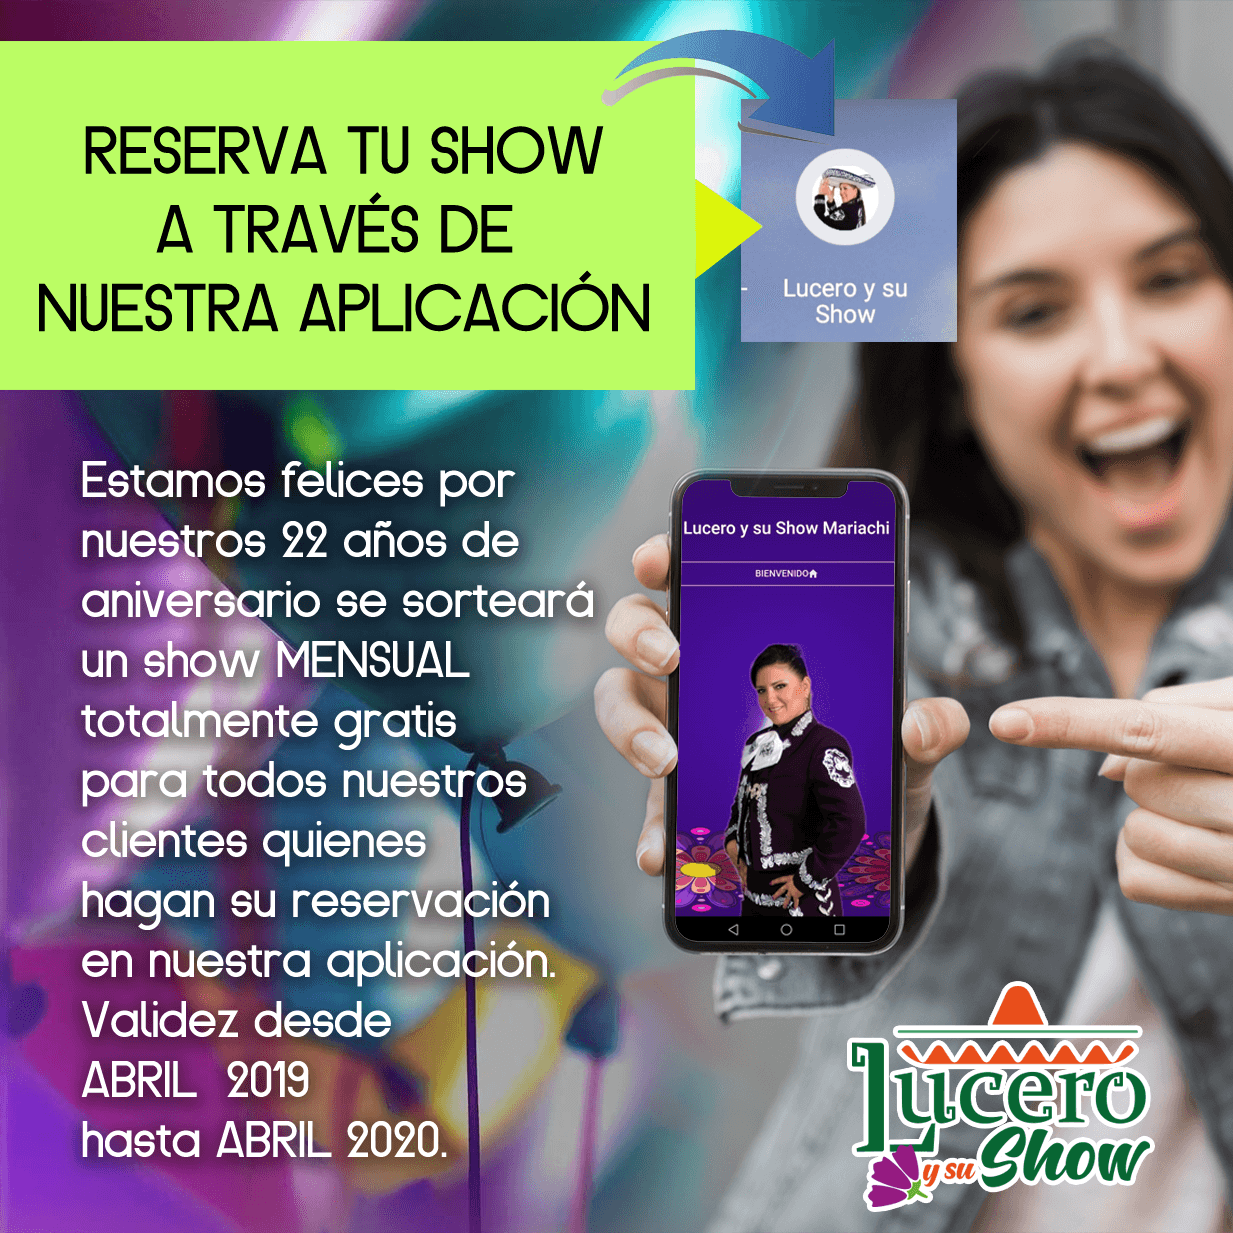 RESERVA TU SHOW
A TRAVÉS DE
NUESTRA APLICACIÓN
Lucero y su
Show
Estamos felices por
nuestros 22 años de
aniversario se sorteará
un show MENSUAL
totalmente gratis
para todos nuestros
clientes quienes
hagan su reservación
en nuestra aplicación.
Validez desde
ABRIL 2019
hasta ABRIL 2020.
Lucero y su Show Mariachi
BIENVENIDO
Lucero
y su Show